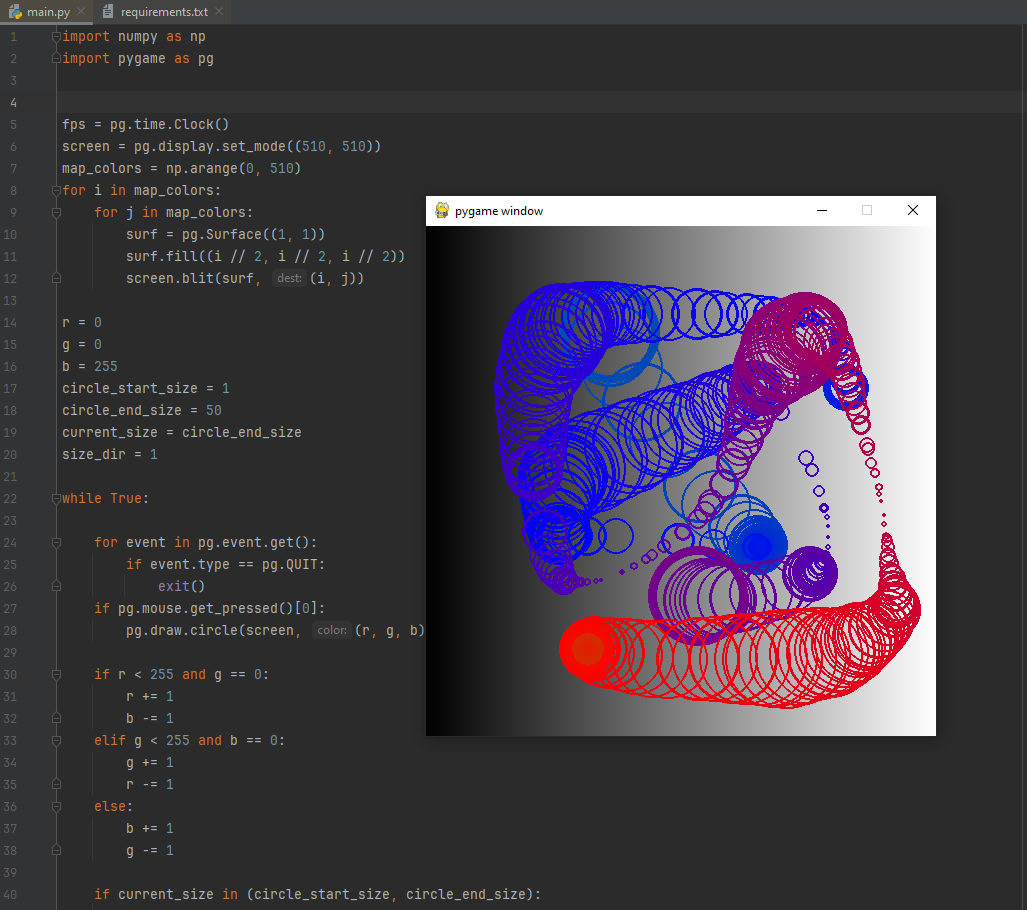 main.py requirements.txt
1 import numpy as np
2 import pygame as pg
3
4
5 fps = pg.time.Clock()
6 screen = pg.display.set_mode((510, 510))
7 map_colors = np.arange(0, 510)
8 for i in map_colors:
9 for j in map_colors:
10 surf = pg.Surface((1, 1))
11 surf.fill((i // 2, i // 2, i // 2))
12 screen.blit(surf, dest: (i, j))
13
14 r = 0
15 g = 0
16 b = 255
17 circle_start_size = 1
18 circle_end_size = 50
19 current_size = circle_end_size
20 size_dir = 1
21
22 while True:
23
24 for event in pg.event.get():
25 if event.type == pg.QUIT:
26 exit()
27 if pg.mouse.get_pressed()[0]:
28 pg.draw.circle(screen, color: (r, g, b)
29
30 if r < 255 and g == 0:
31 r += 1
32 b -= 1
33 elif g < 255 and b == 0:
34 g += 1
35 r -= 1
36 else:
37 b += 1
38 g -= 1
39
40 if current_size in (circle_start_size, circle_end_size):
pygame window